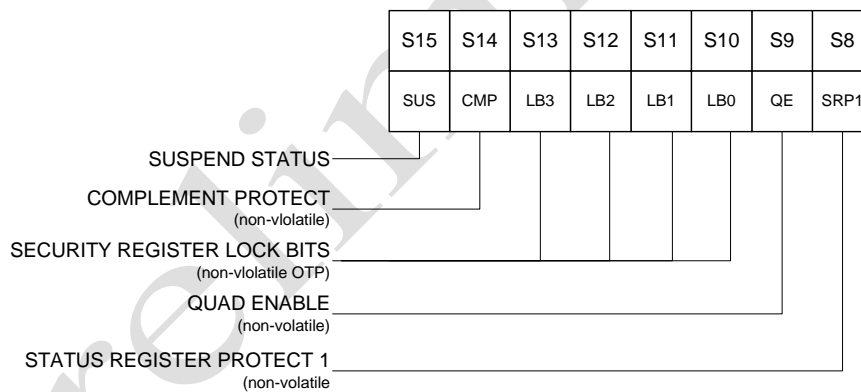 S15 S14 S13 S12 S11 S10 S9 S8
SUS CMP LB3 LB2 LB1 LB0 QE SRP1
SUSPEND STATUS
COMPLEMENT PROTECT
(non-vlolatile)
SECURITY REGISTER LOCK BITS
(non-vlolatile OTP)
QUAD ENABLE
(non-volatile)
STATUS REGISTER PROTECT 1
(non-volatile